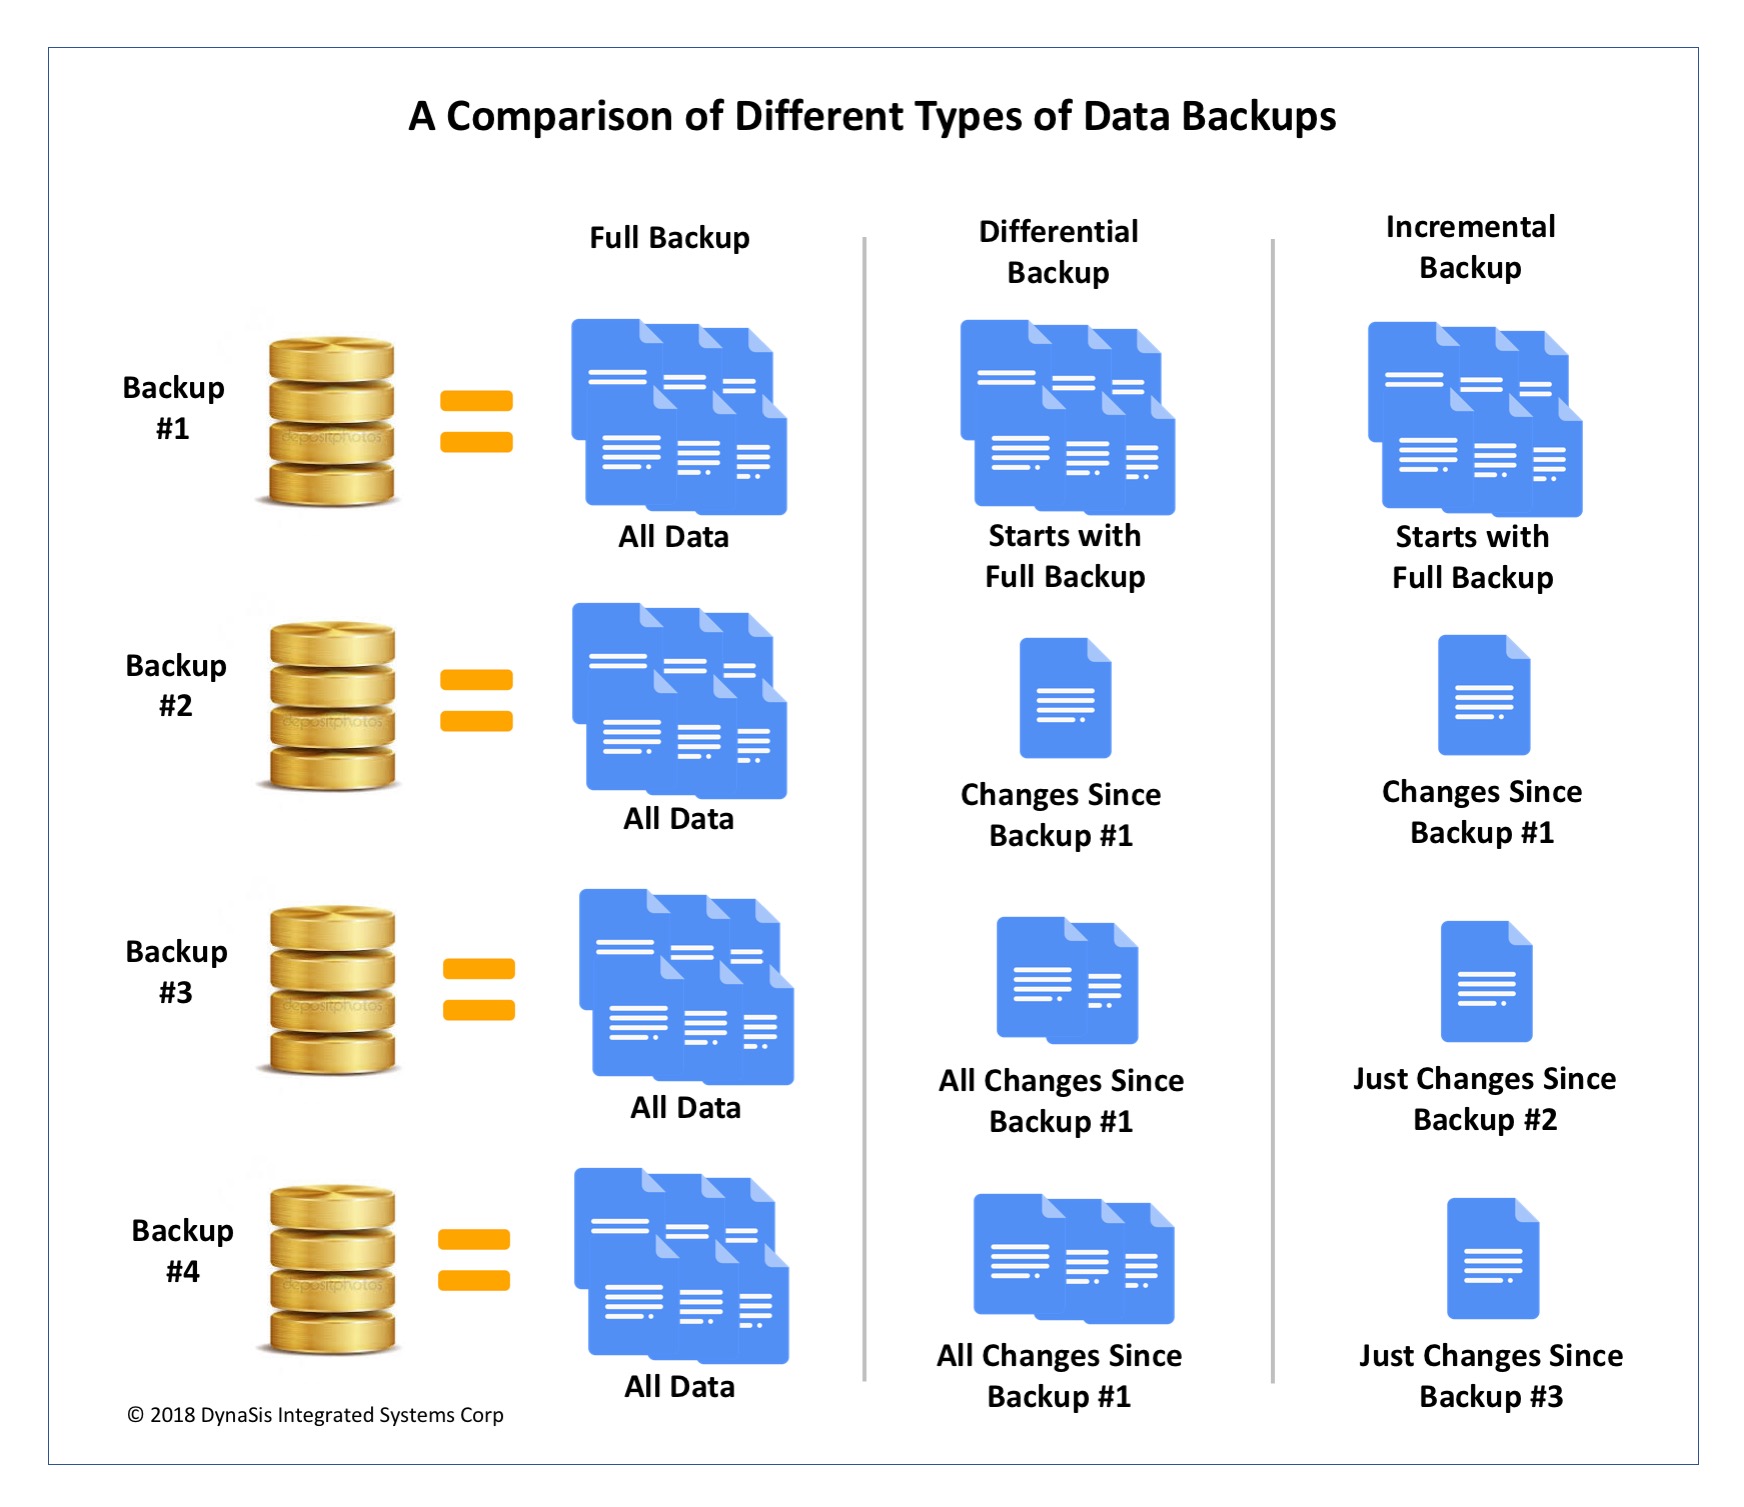 A Comparison of Different Types of Data Backups
Full Backup
Differential
Backup
Incremental
Backup
Backup
#1
depositphotos
All Data
Starts with
Full Backup
Starts with
Full Backup
Backup
#2
depositphotos
All Data
Changes Since
Backup #1
Changes Since
Backup #1
Backup
#3
depositphotos
All Data
All Changes Since
Backup #1
Just Changes Since
Backup #2
Backup
#4
depositphotos
All Data
All Changes Since
Backup #1
Just Changes Since
Backup #3
© 2018 DynaSis Integrated Systems Corp